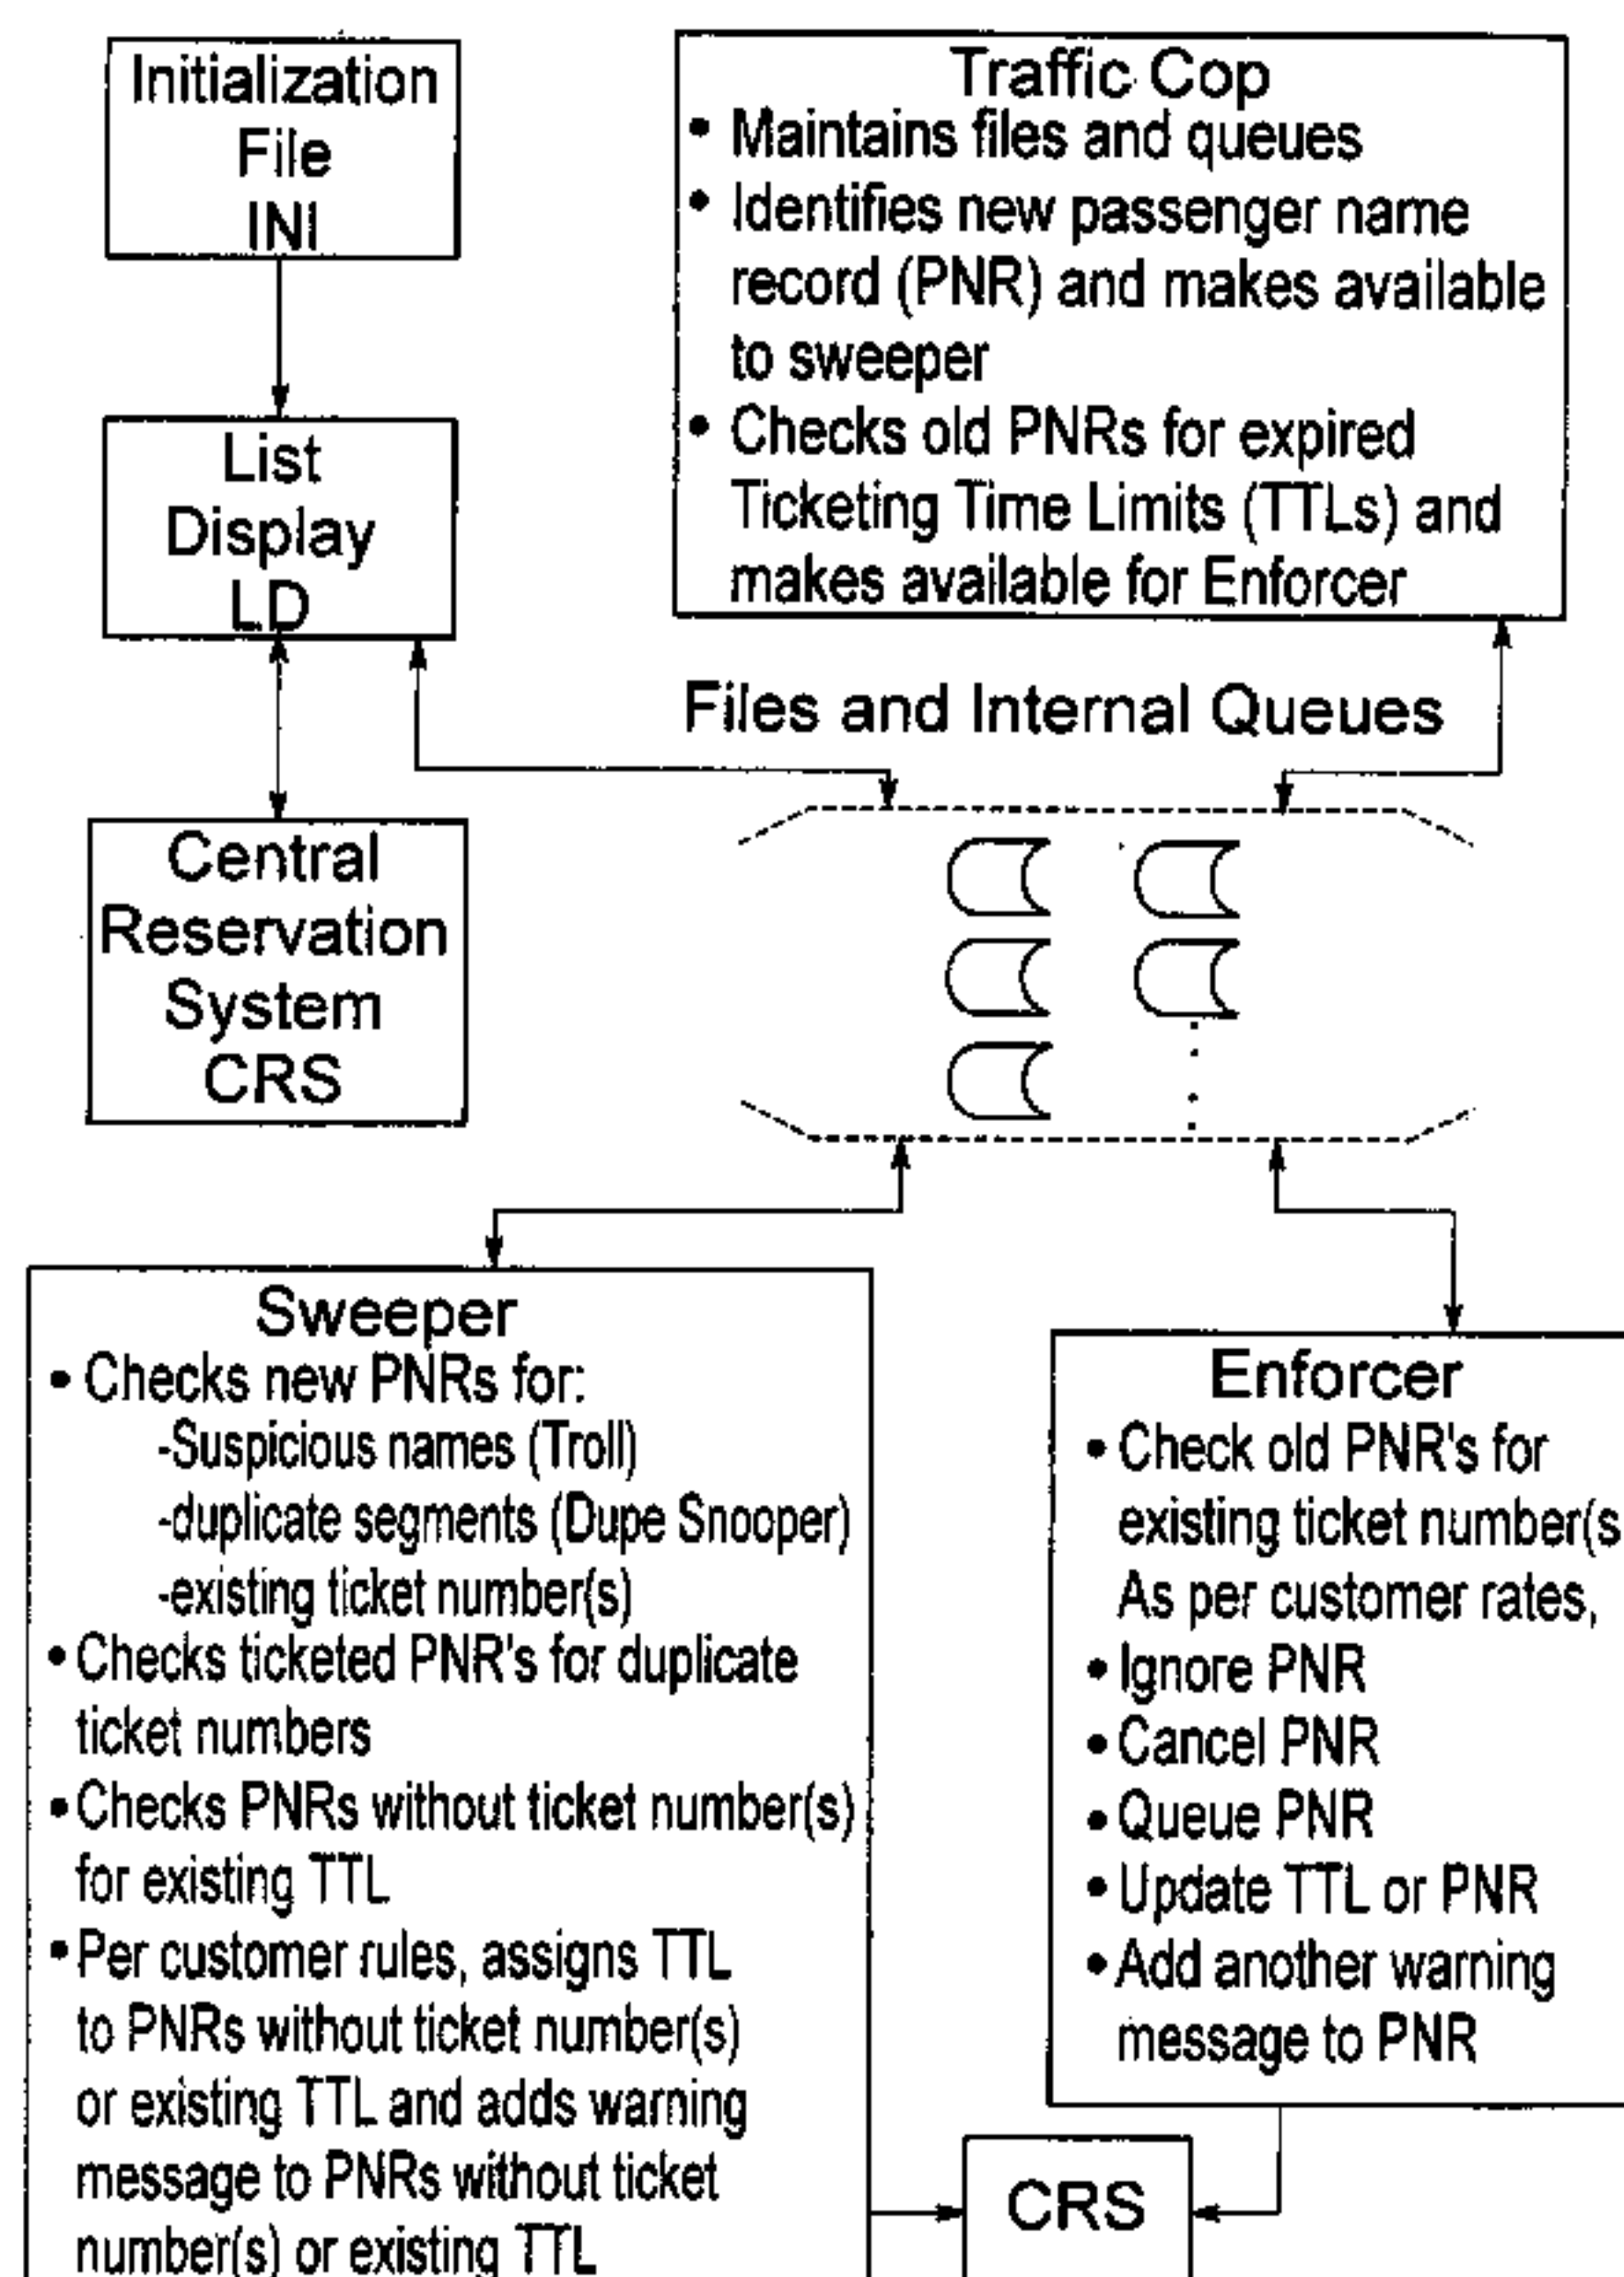 Initialization
File
INI
Traffic Cop
• Maintains files and queues
• Identifies new passenger name
record (PNR) and makes available
to sweeper
• Checks old PNRs for expired
Ticketing Time Limits (TTLs) and
makes available for Enforcer
List
Display
LD
Files and Internal Queues
Central
Reservation
System
CRS
Sweeper
• Checks new PNRs for:
-Suspicious names (Troll)
-duplicate segments (Dupe Snooper)
-existing ticket number(s)
• Checks ticketed PNR's for duplicate
ticket numbers
• Checks PNRs without ticket number(s)
for existing TTL
• Per customer rules, assigns TTL
to PNRs without ticket number(s)
or existing TTL and adds warning
message to PNRs without ticket
number(s) or existing TTL
Enforcer
• Check old PNR's for
existing ticket number(s
As per customer rates,
• Ignore PNR
• Cancel PNR
• Queue PNR
• Update TTL or PNR
• Add another warning
message to PNR
CRS